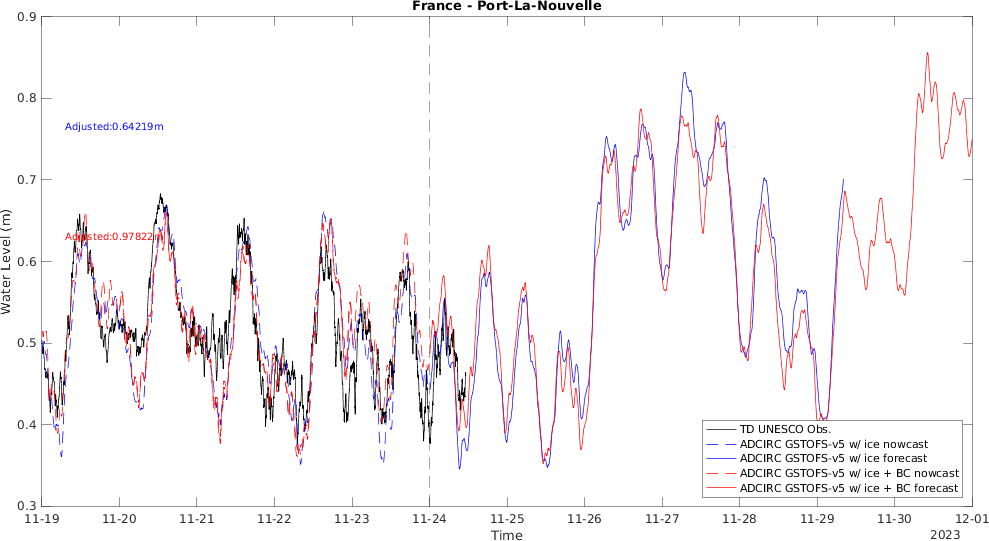 France - Port-La-Nouvelle
0.9
0.8
0.7
0.6
0.5
0.4
0.3
Water Level (m)
Adjusted:0.64219m
Adjusted:0.97822m
TD UNESCO Obs.
ADCIRC GSTOFS-v5 w/ ice nowcast
ADCIRC GSTOFS-v5 w/ ice forecast
ADCIRC GSTOFS-v5 w/ ice + BC nowcast
ADCIRC GSTOFS-v5 w/ ice + BC forecast
11-19 11-20 11-21 11-22 11-23 11-24 11-25 11-26 11-27 11-28 11-29 11-30 12-01
Time
2023